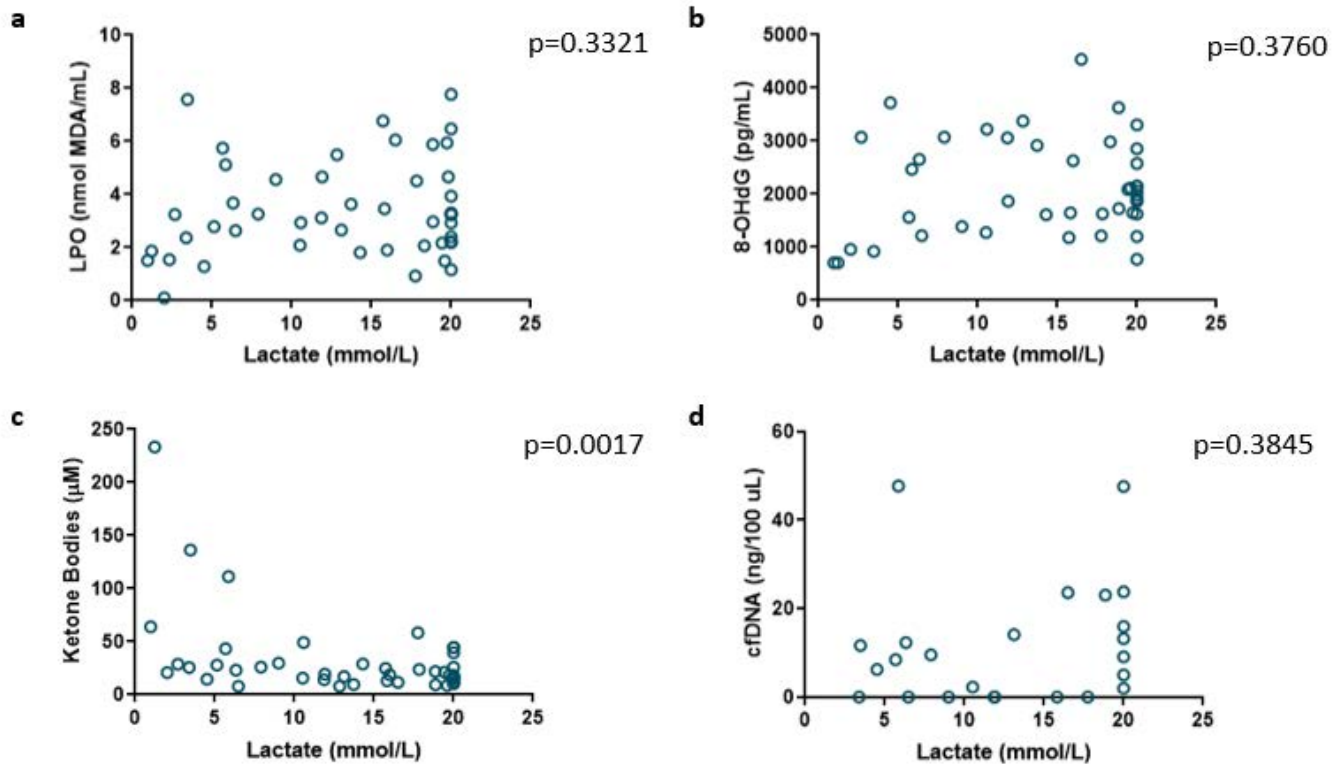 a
p=0.3321
LPO (nmol MDA/mL)
10
8
6
4
2
0
0 5 10 15 20 25
Lactate (mmol/L)
b
p=0.3760
8-OHdG (pg/mL)
5000
4000
3000
2000
1000
0
0 5 10 15 20 25
Lactate (mmol/L)
c
p=0.0017
Ketone Bodies (µM)
250
200
150
100
50
0
0 5 10 15 20 25
Lactate (mmol/L)
d
p=0.3845
cfDNA (ng/100 uL)
60
40
20
0
0 5 10 15 20 25
Lactate (mmol/L)